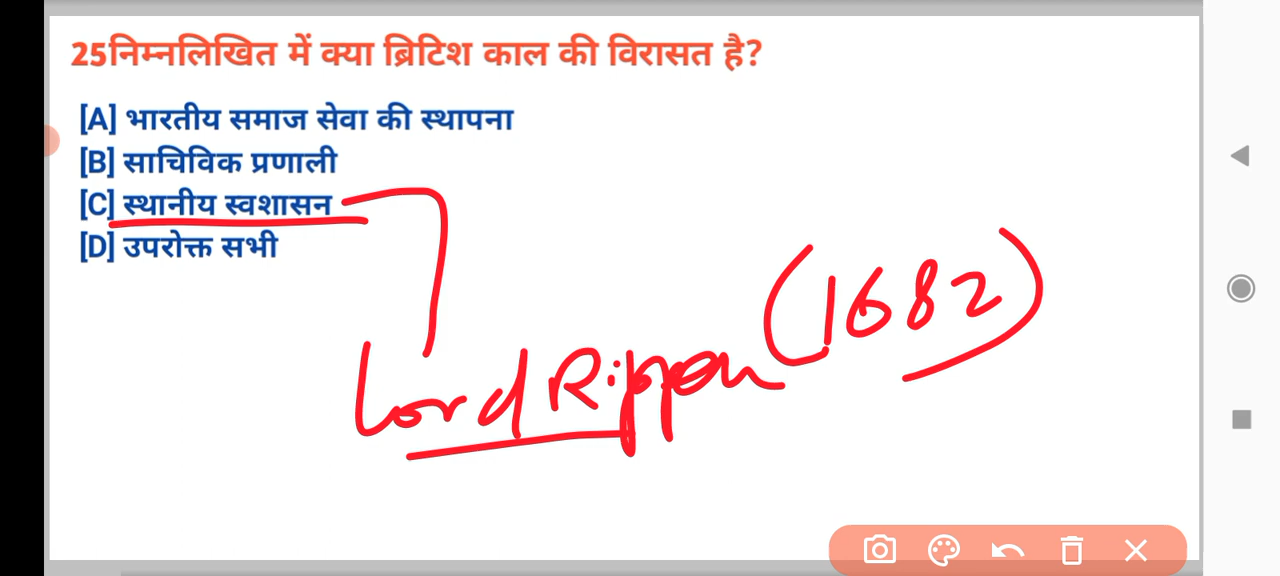 25निम्नलिखित में क्या ब्रिटिश काल की विरासत है?
[A] भारतीय समाज सेवा की स्थापना
[B] साचिविक प्रणाली
[C] स्थानीय स्वशासन
[D] उपरोक्त सभी
Lord Rippon (1682)